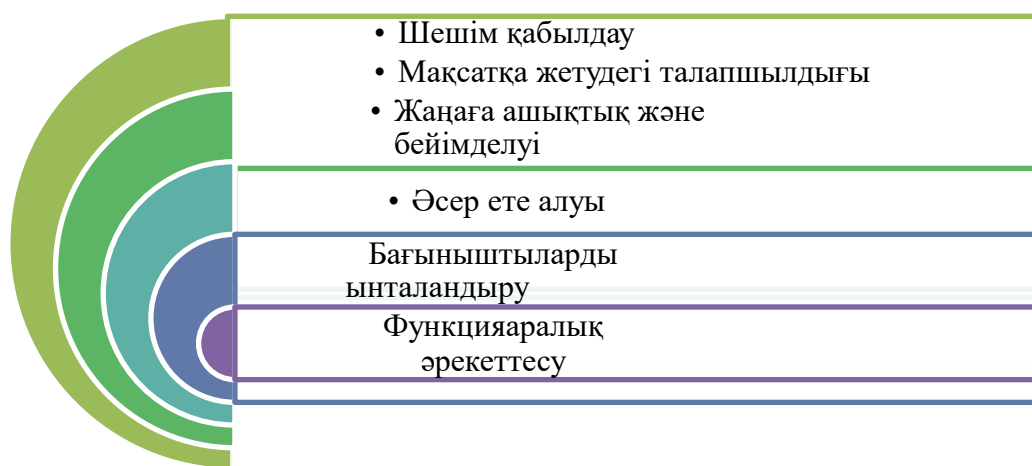 • Шешім қабылдау
• Мақсатқа жетудегі талапшылдығы
• Жаңаға ашықтық және
бейімделуі
• Әсер ете алуы
Бағыныштыларды
ынталандыру
Функцияаралық
әрекеттесу